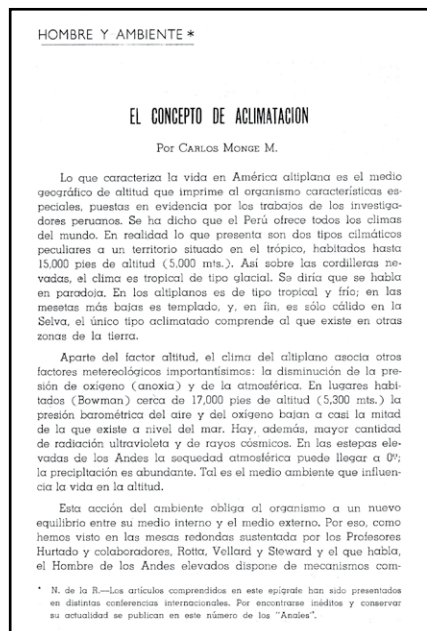 HOMBRE Y AMBIENTE *
EL CONCEPTO DE ACLIMATACION
Por CARLOS MONGE M.
Lo que caracteriza la vida en América altiplana es el medio
geográfico de altitud que imprime al organismo características es-
peciales, puestas en evidencia por los trabajos de los investiga-
dores peruanos. Se ha dicho que el Perú ofrece todos los climas
del mundo. En realidad lo que presenta son dos tipos cilmáticos
peculiares a un territorio situado en el trópico, habitados hasta
15,000 pies de altitud (5,000 mts.). Así sobre las cordilleras ne-
vadas, el clima es tropical de tipo glacial. Se diría que se habla
en paradoja. En los altiplanos es de tipo tropical y frío; en las
mesetas más bajas es templado, y, en fin, es sólo cálido en la
Selva, el único tipo aclimatado comprende al que existe en otras
zonas de la tierra.
Aparte del factor altitud, el clima del altiplano asocia otros
factores metereológicos importantísimos: la disminución de la pre-
sión de oxígeno (anoxia) y de la atmosférica. En lugares habi-
tados (Bowman) cerca de 17,000 pies de altitud (5,300 mts.) la
presión barométrica del aire y del oxígeno bajan a casi la mitad
de la que existe a nivel del mar. Hay, además, mayor cantidad
de radiación ultravioleta y de rayos cósmicos. En las estepas ele-
vadas de los Andes la sequedad atmosférica puede llegar a 0º;
la precipitación es abundante. Tal es el medio ambiente que influen-
cia la vida en la altitud.
Esta acción del ambiente obliga al organismo a un nuevo
equilibrio entre su medio interno y el medio externo. Por eso, como
hemos visto en las mesas redondas sustentada por los Profesores
Hurtado y colaboradores, Rotta, Vellard y Steward y el que habla,
el Hombre de los Andes elevados dispone de mecanismos com-
* N. de la R.—Los artículos comprendidos en este epígrafe han sido presentados
en distintas conferencias internacionales. Por encontrarse inéditos y conservar
su actualidad se publican en este número de los "Anales".